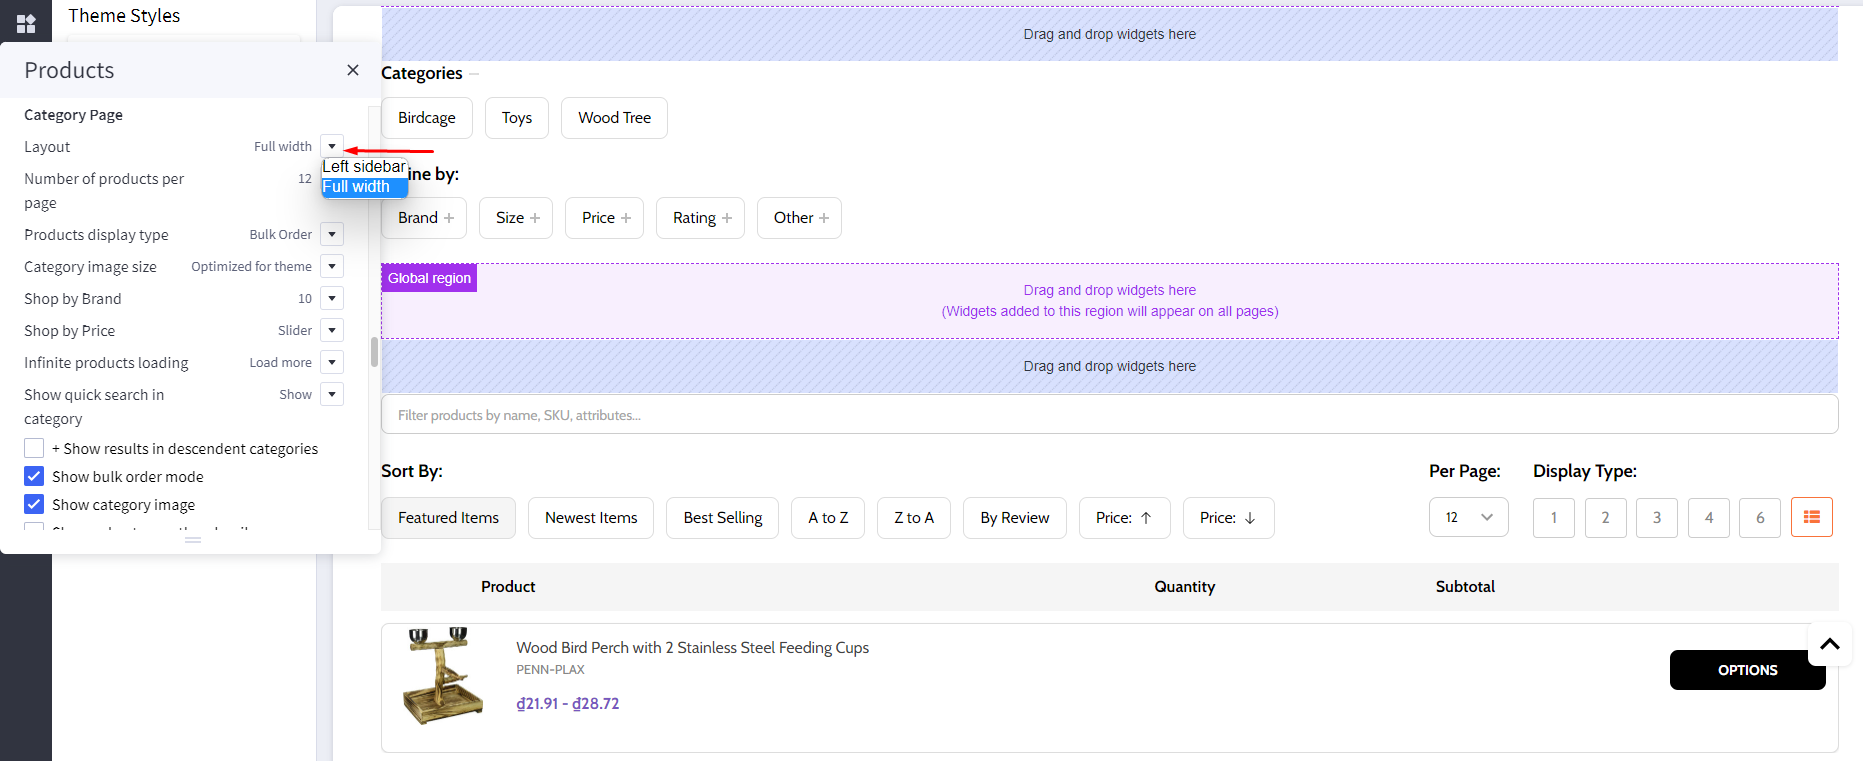 Theme Styles
Products
Category Page
Layout Full width
Left sidebar
Full width
Number of products per page 12
Products display type Bulk Order
Category image size Optimized for theme
Shop by Brand 10
Shop by Price Slider
Infinite products loading Load more
Show quick search in category Show
+ Show results in descendent categories
Show bulk order mode
Show category image
Drag and drop widgets here
Categories
Birdcage Toys Wood Tree
ine by:
Brand + Size + Price + Rating + Other +
Global region
Drag and drop widgets here
(Widgets added to this region will appear on all pages)
Drag and drop widgets here
Filter products by name, SKU, attributes...
Sort By: Per Page: Display Type:
Featured Items Newest Items Best Selling A to Z Z to A By Review Price: ↑ Price: ↓ 12 1 2 3 4 6
Product Quantity Subtotal
Wood Bird Perch with 2 Stainless Steel Feeding Cups
PENN-PLAX
₫21.91 - ₫28.72
OPTIONS